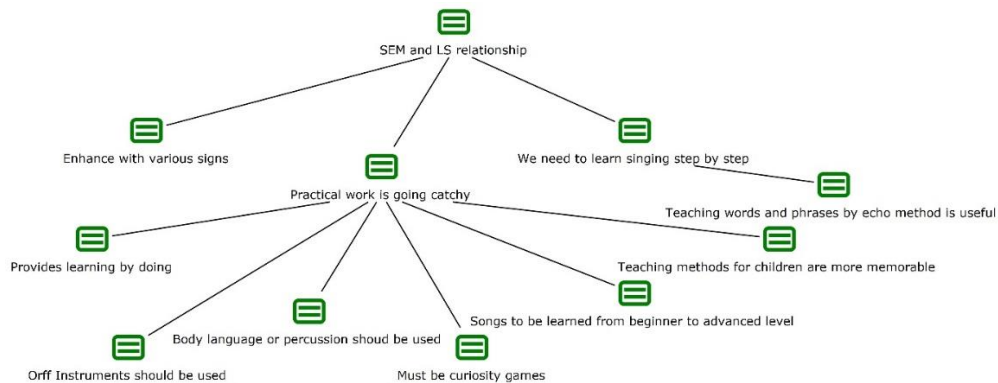 SEM and LS relationship
Enhance with various signs
We need to learn singing step by step
Practical work is going catchy
Teaching words and phrases by echo method is useful
Provides learning by doing
Teaching methods for children are more memorable
Songs to be learned from beginner to advanced level
Body language or percussion shoud be used
Orff Instruments should be used
Must be curiosity games